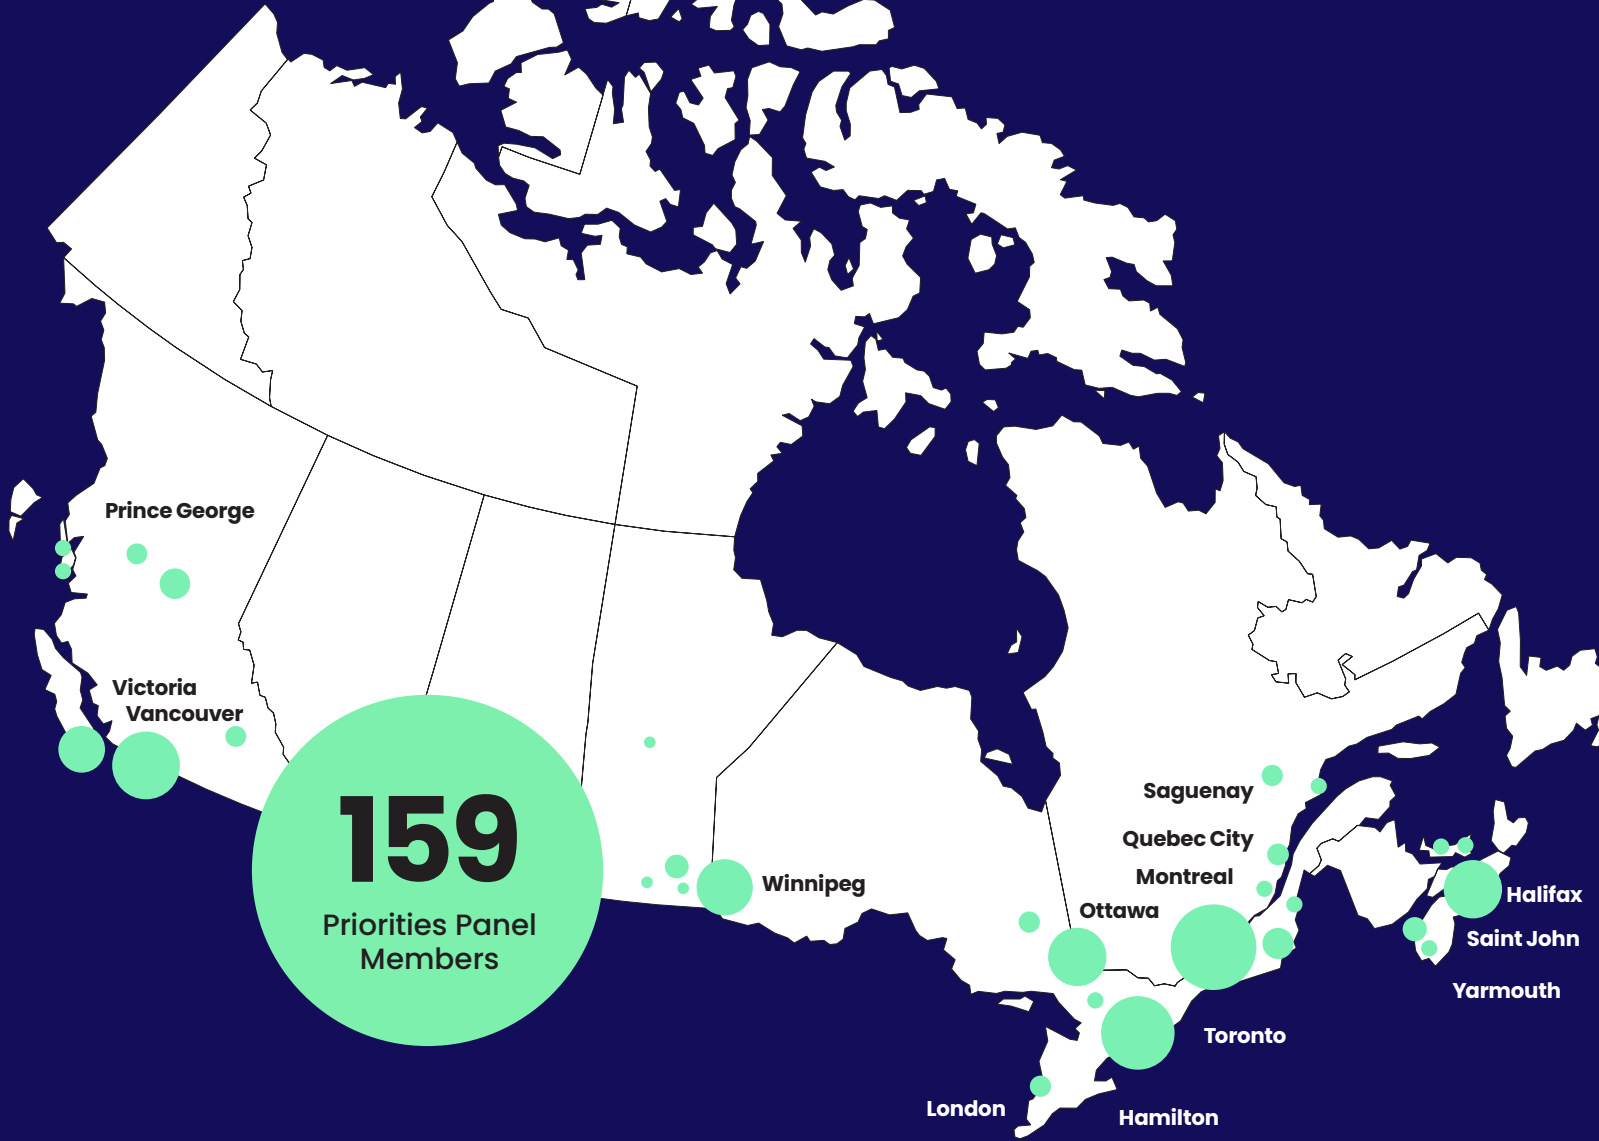 Prince George
Victoria
Vancouver
159
Priorities Panel
Members
Winnipeg
Saguenay
Quebec City
Montreal
Ottawa
Halifax
Saint John
Yarmouth
Toronto
London
Hamilton